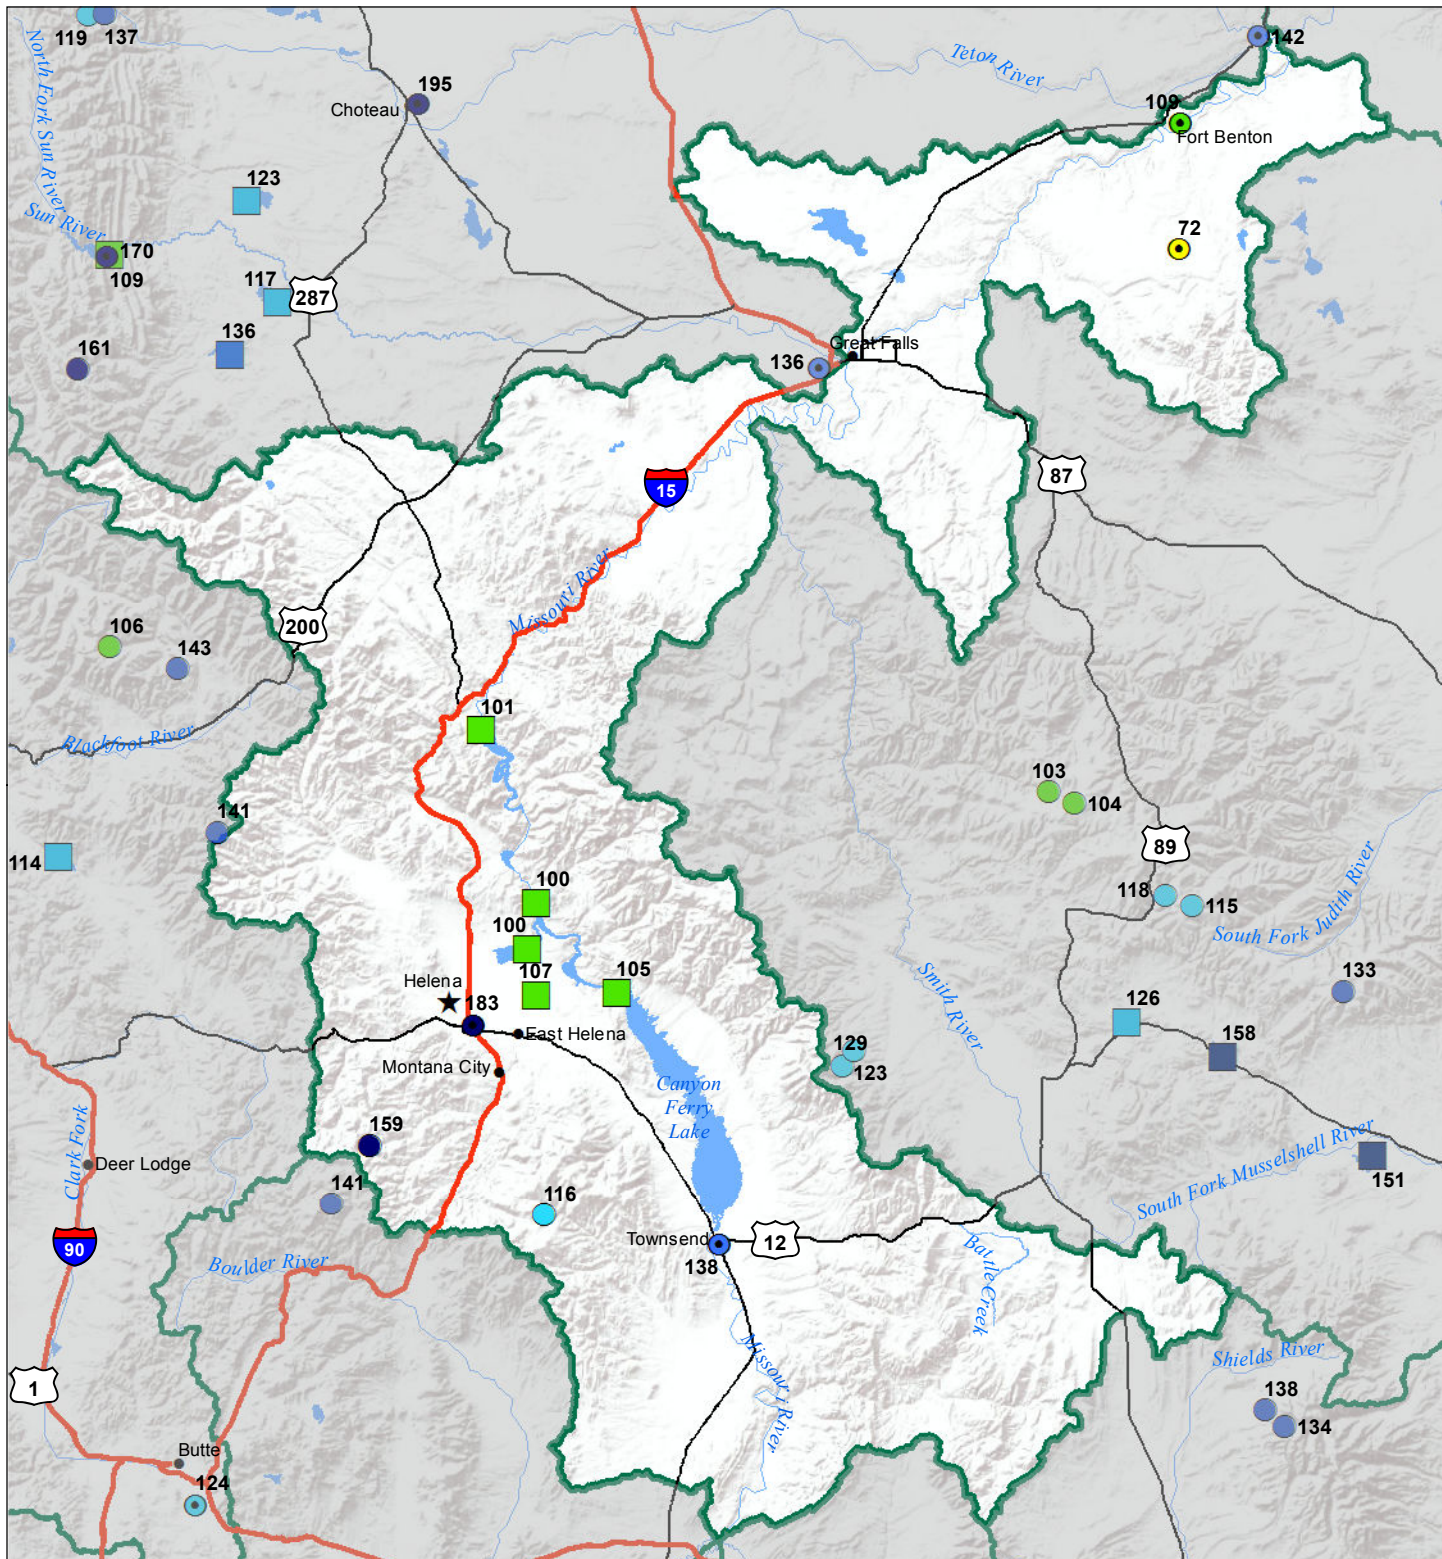 119
137
142
North Fork Sun River
Teton River
195
Choteau
109
Fort Benton
123
Sun River
170
109
72
117
287
136
161
136
Great Falls
15
87
Missouri River
200
106
143
101
Blackfoot River
103
104
141
89
114
118
115
100
South Fork Judith River
100
Smith River
Helena
107
105
133
183
126
East Helena
158
129
123
Montana City
Canyon
Ferry
Lake
Clark Fork
159
Deer Lodge
South Fork Musselshell River
151
141
116
90
Townsend
12
138
Boulder River
Battle Creek
Missouri River
Shields River
1
138
134
Butte
124